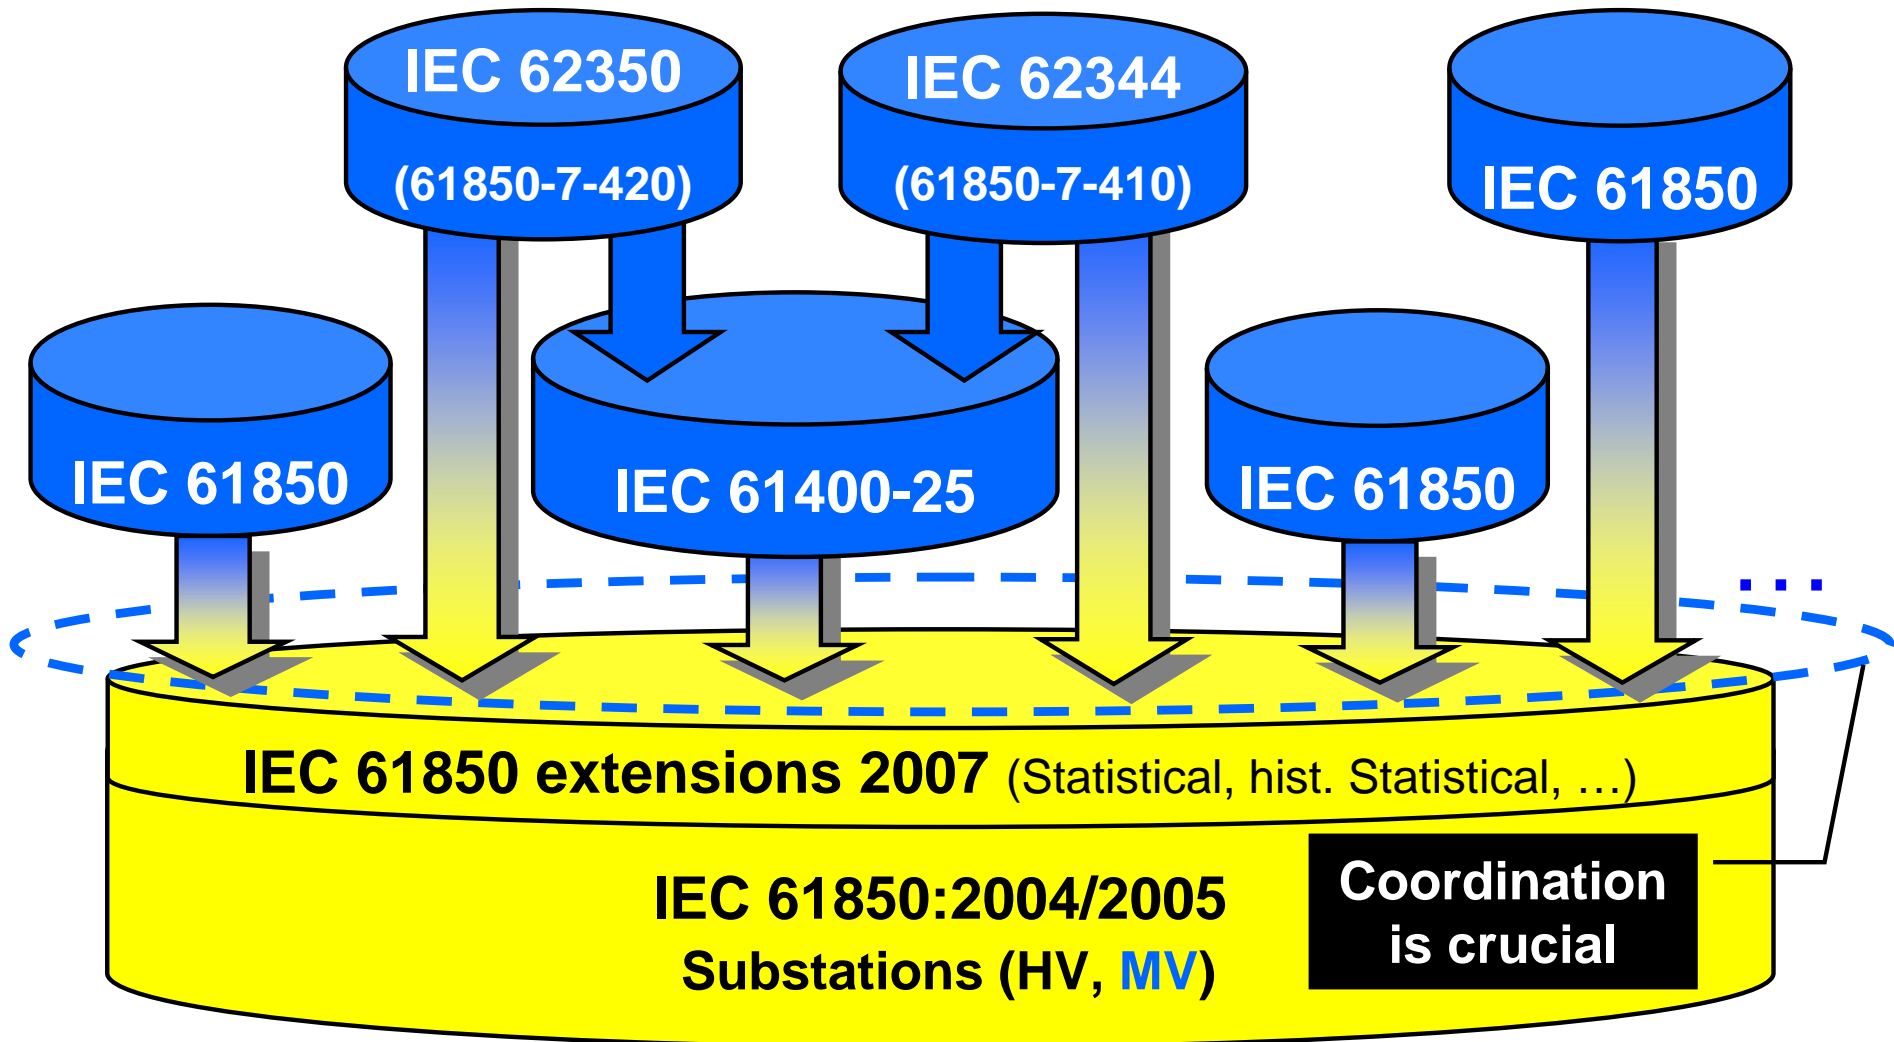 IEC 62350
(61850-7-420)
IEC 62344
(61850-7-410)
IEC 61850
IEC 61850
IEC 61400-25
IEC 61850
...
IEC 61850 extensions 2007 (Statistical, hist. Statistical, …)
IEC 61850:2004/2005
Substations (HV, MV)
Coordination
is crucial